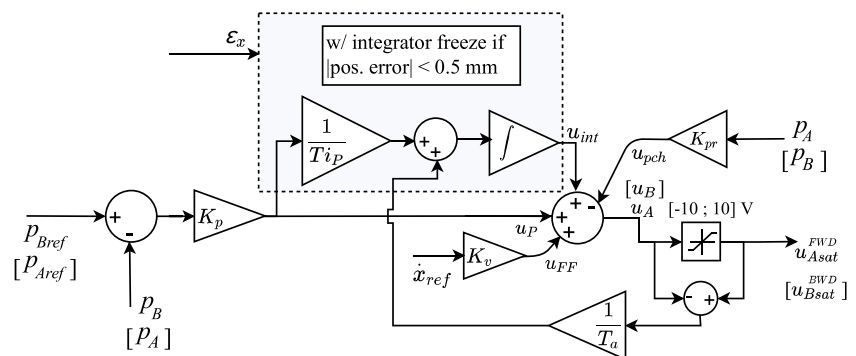 εₓ
w/ integrator freeze if
|pos. error| < 0.5 mm
1
Ti_P
+
+
∫
u_int
K_pr
p_A
[p_B]
u_pch
[u_B]
u_A
[-10 ; 10] V
p_Bref
[p_Aref]
+
-
K_p
u_P
+
+
-
+
ẋ_ref
K_v
u_FF
u_Asat^FWD
[u_Bsat^BWD]
p_B
[p_A]
-
+
1
T_a